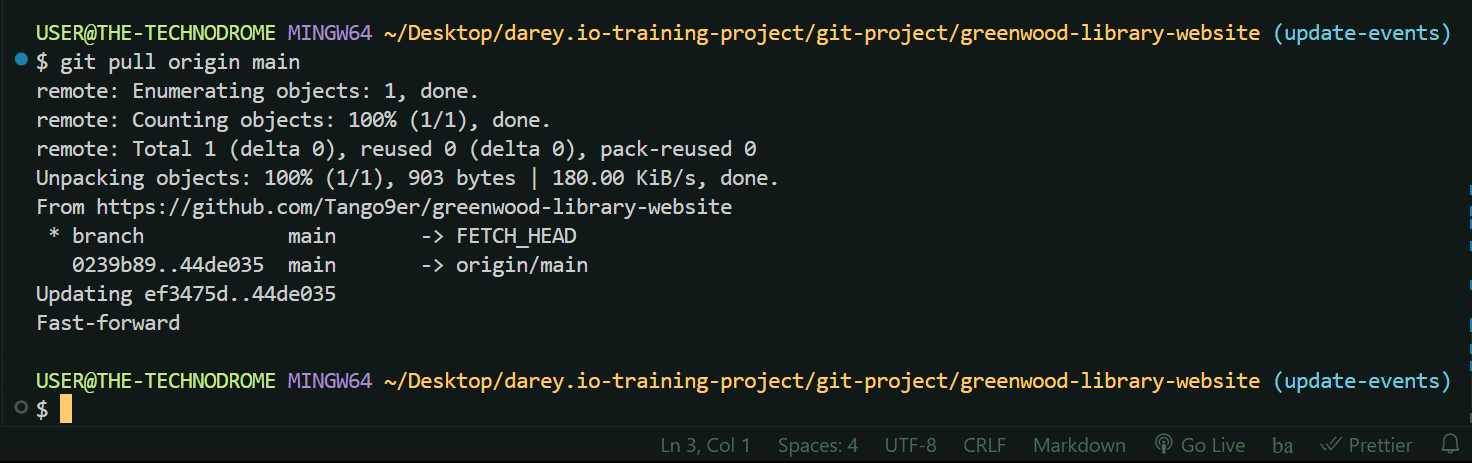 USER@THE-TECHNODROME MINGW64 ~/Desktop/darey.io-training-project/git-project/greenwood-library-website (update-events)
$ git pull origin main
remote: Enumerating objects: 1, done.
remote: Counting objects: 100% (1/1), done.
remote: Total 1 (delta 0), reused 0 (delta 0), pack-reused 0
Unpacking objects: 100% (1/1), 903 bytes | 180.00 KiB/s, done.
From https://github.com/Tango9er/greenwood-library-website
 * branch            main       -> FETCH_HEAD
   0239b89..44de035  main       -> origin/main
Updating ef3475d..44de035
Fast-forward
USER@THE-TECHNODROME MINGW64 ~/Desktop/darey.io-training-project/git-project/greenwood-library-website (update-events)
$
Ln 3, Col 1 Spaces: 4 UTF-8 CRLF Markdown Go Live ba Prettier